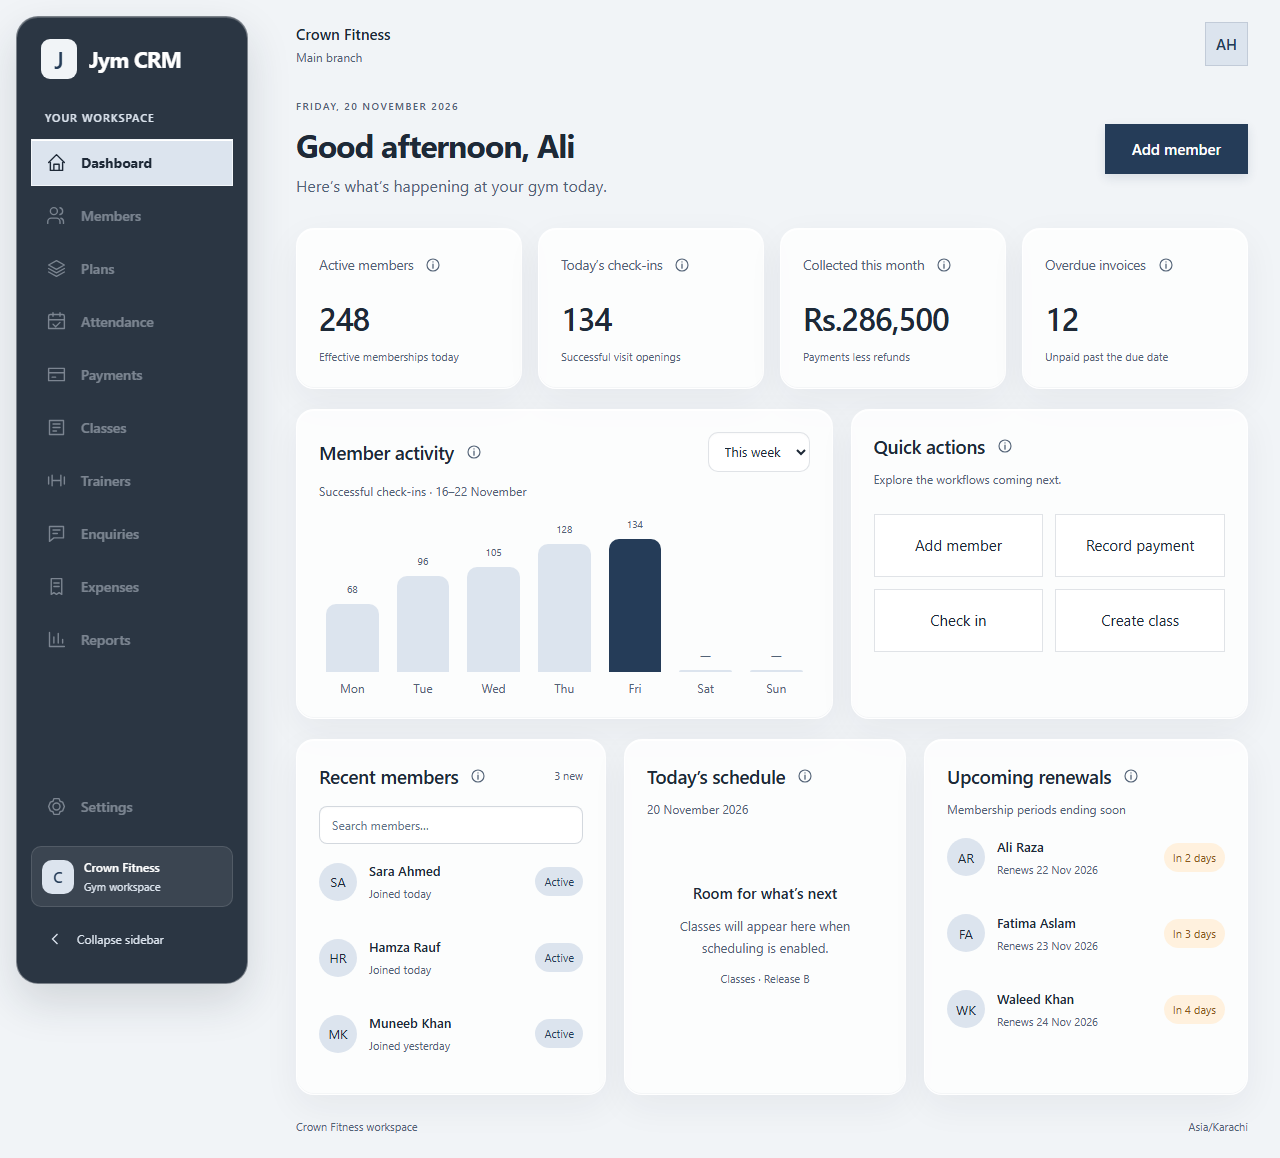 J
Jym CRM
YOUR WORKSPACE
Dashboard
Members
Plans
Attendance
Payments
Classes
Trainers
Enquiries
Expenses
Reports
Settings
C
Crown Fitness
Gym workspace
Collapse sidebar
Crown Fitness
Main branch
AH
FRIDAY, 20 NOVEMBER 2026
Good afternoon, Ali
Here's what's happening at your gym today.
Add member
Active members
248
Effective memberships today
Today's check-ins
134
Successful visit openings
Collected this month
Rs.286,500
Payments less refunds
Overdue invoices
12
Unpaid past the due date
Member activity
This week
Successful check-ins · 16–22 November
68
96
105
128
134
—
—
Mon
Tue
Wed
Thu
Fri
Sat
Sun
Quick actions
Explore the workflows coming next.
Add member
Record payment
Check in
Create class
Recent members
3 new
Search members...
SA
Sara Ahmed
Joined today
Active
HR
Hamza Rauf
Joined today
Active
MK
Muneeb Khan
Joined yesterday
Active
Today's schedule
20 November 2026
Room for what's next
Classes will appear here when
scheduling is enabled.
Classes · Release B
Upcoming renewals
Membership periods ending soon
AR
Ali Raza
Renews 22 Nov 2026
In 2 days
FA
Fatima Aslam
Renews 23 Nov 2026
In 3 days
WK
Waleed Khan
Renews 24 Nov 2026
In 4 days
Crown Fitness workspace
Asia/Karachi